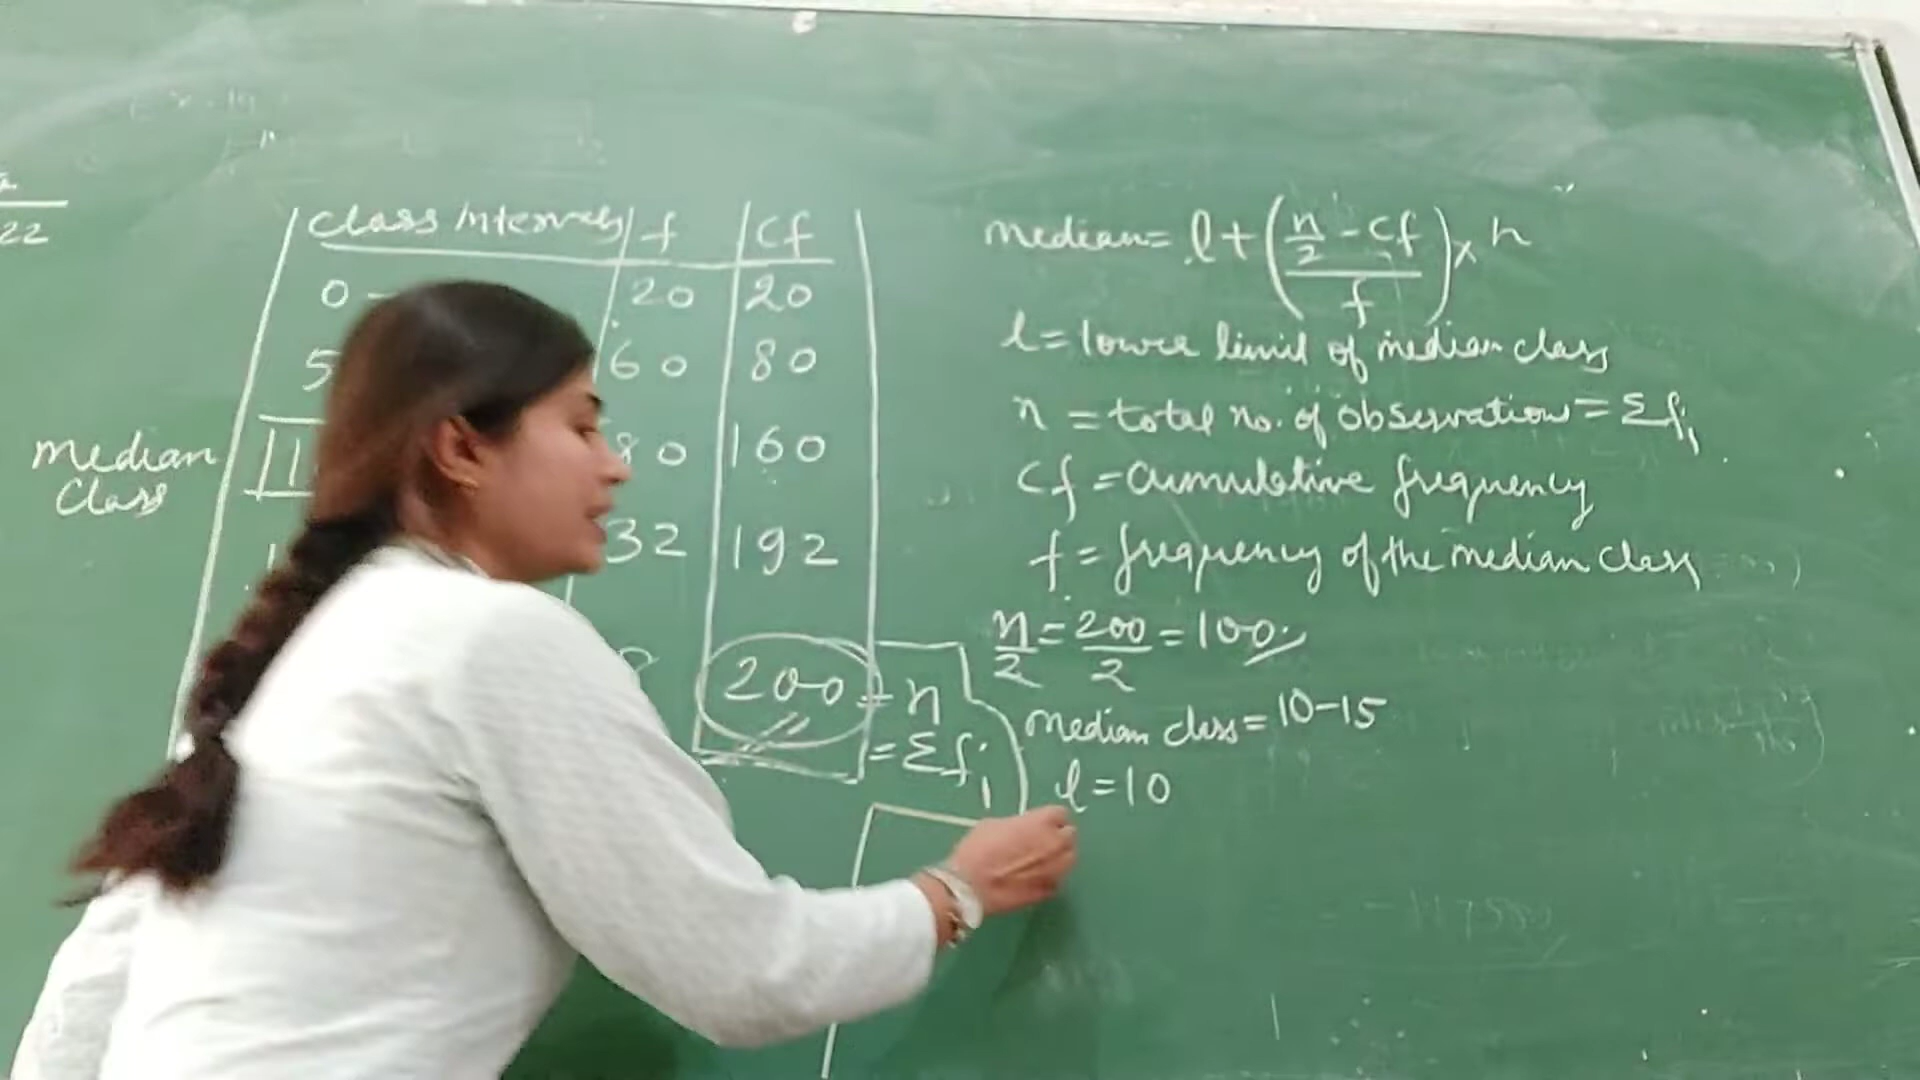 22
Class Intervals f Cf
0 - 20 20
5 60 80
Median Class 80 160
32 192
200 = n
= Σfi
median = l + ( (n/2 - cf) / f ) × h
l = lower limit of median class
n = total no. of observations = Σfi
Cf = Cumulative frequency
f = frequency of the median class
n/2 = 200/2 = 100
Median class = 10-15
l = 10